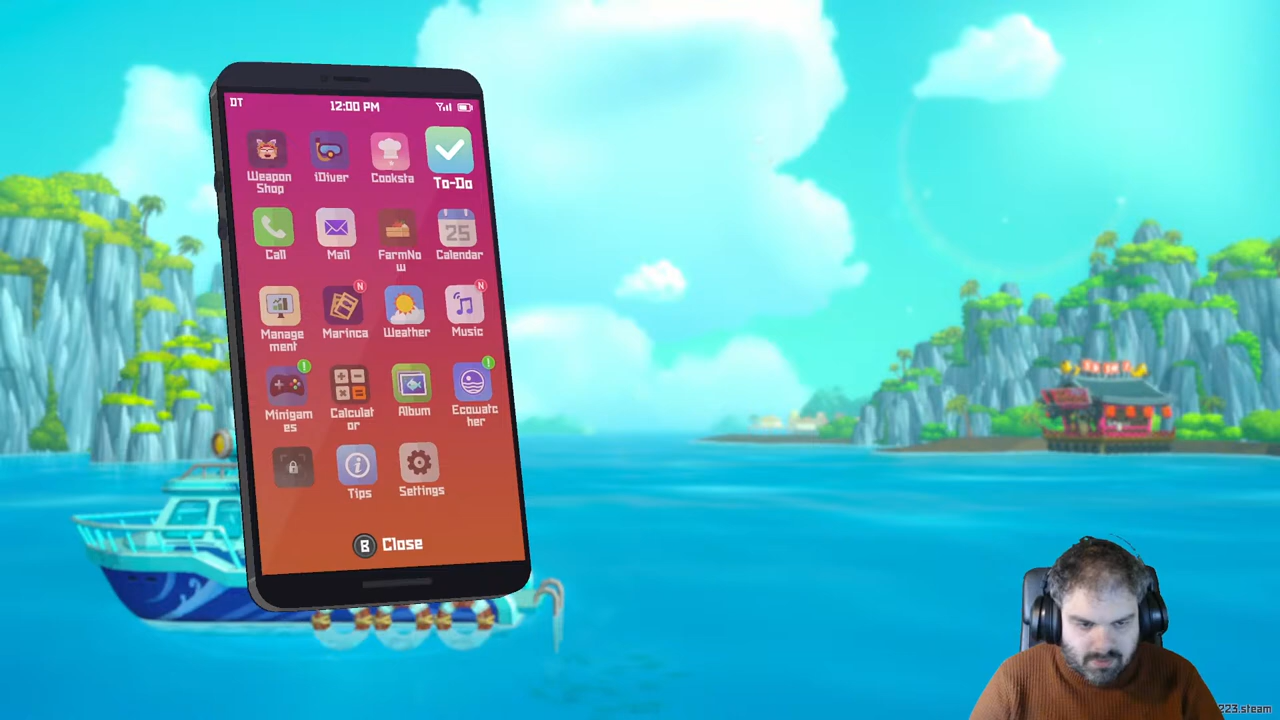 DT
12:00 PM
Weapon
Shop
iDiver
Cooksta
To-Do
Call
Mail
FarmNo
w
Calendar
25
Manage
ment
N
Marinca
Weather
N
Music
!
Minigam
es
Calculat
or
Album
!
Ecowatc
her
Tips
Settings
B Close
223.steam